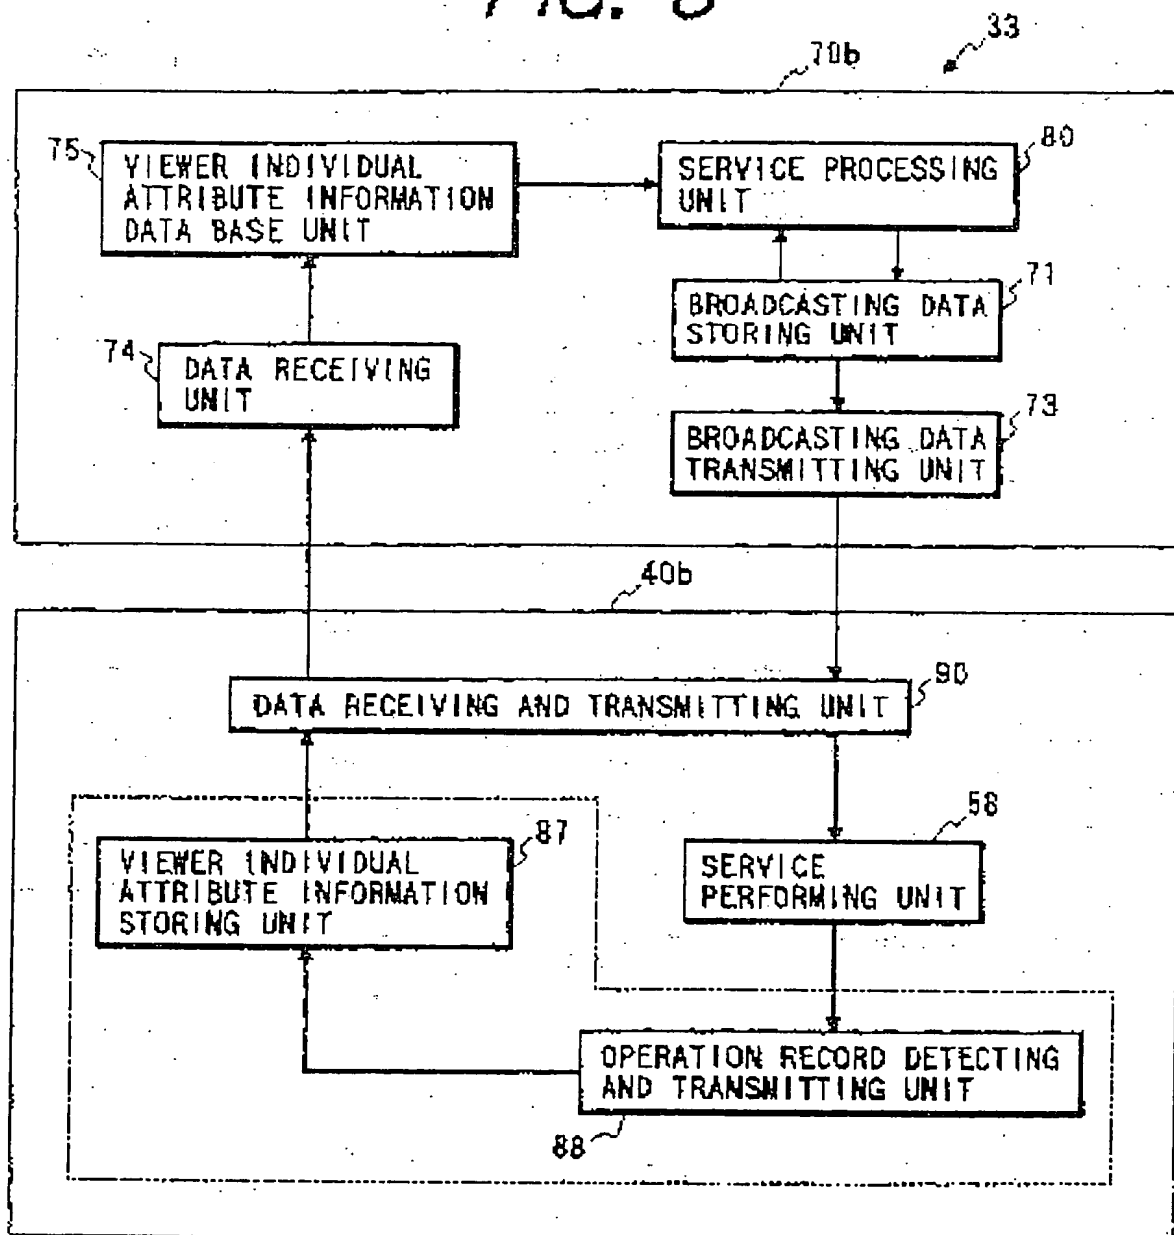 33
70b
75
VIEWER INDIVIDUAL
ATTRIBUTE INFORMATION
DATA BASE UNIT
80
SERVICE PROCESSING
UNIT
71
BROADCASTING DATA
STORING UNIT
74
DATA RECEIVING
UNIT
73
BROADCASTING DATA
TRANSMITTING UNIT
40b
90
DATA RECEIVING AND TRANSMITTING UNIT
87
VIEWER INDIVIDUAL
ATTRIBUTE INFORMATION
STORING UNIT
58
SERVICE
PERFORMING UNIT
OPERATION RECORD DETECTING
AND TRANSMITTING UNIT
88